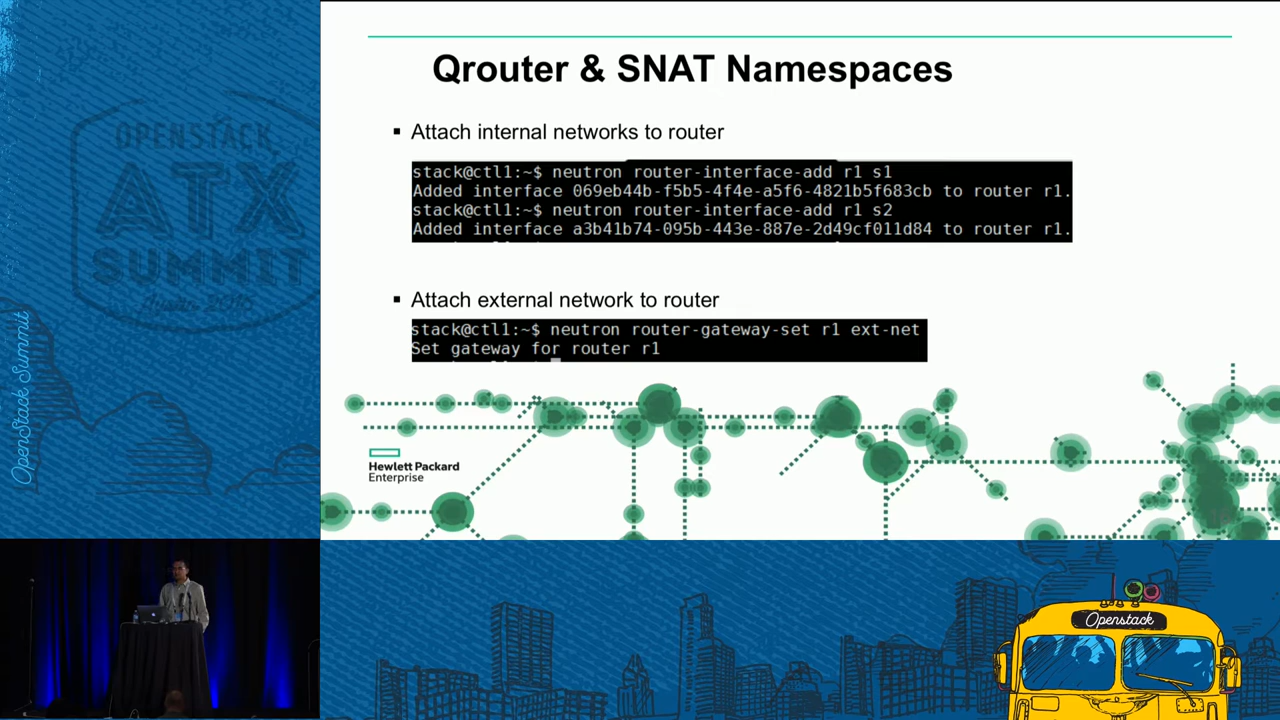 Qrouter & SNAT Namespaces
▪ Attach internal networks to router
stack@ctl1:~$ neutron router-interface-add r1 s1
Added interface 069eb44b-f5b5-4f4e-a5f6-4821b5f683cb to router r1.
stack@ctl1:~$ neutron router-interface-add r1 s2
Added interface a3b41b74-095b-443e-887e-2d49cf011d84 to router r1.
▪ Attach external network to router
stack@ctl1:~$ neutron router-gateway-set r1 ext-net
Set gateway for router r1
Hewlett Packard
Enterprise
OPENSTACK
ATX
SUMMIT
Austin 2016
OpenStack Summit
Openstack